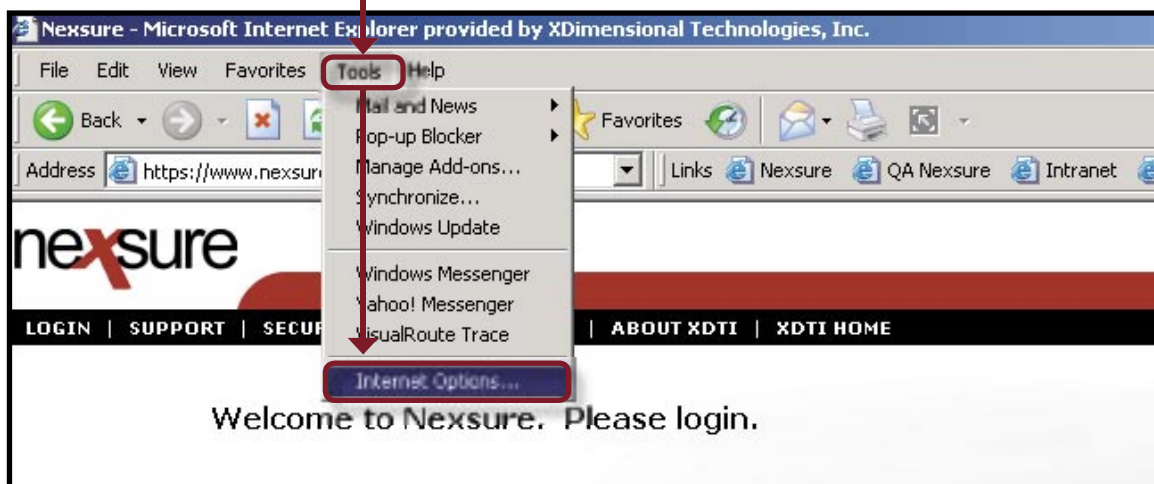 Nexsure - Microsoft Internet Explorer provided by XDimensional Technologies, Inc.
File Edit View Favorites Tools Help
Back Favorites
Address https://www.nexsur Links Nexsure QA Nexsure Intranet
Mail and News
Pop-up Blocker
Manage Add-ons...
Synchronize...
Windows Update
Windows Messenger
Yahoo! Messenger
VisualRoute Trace
Internet Options...
nexsure
LOGIN | SUPPORT | SECUR | ABOUT XDTI | XDTI HOME
Welcome to Nexsure. Please login.